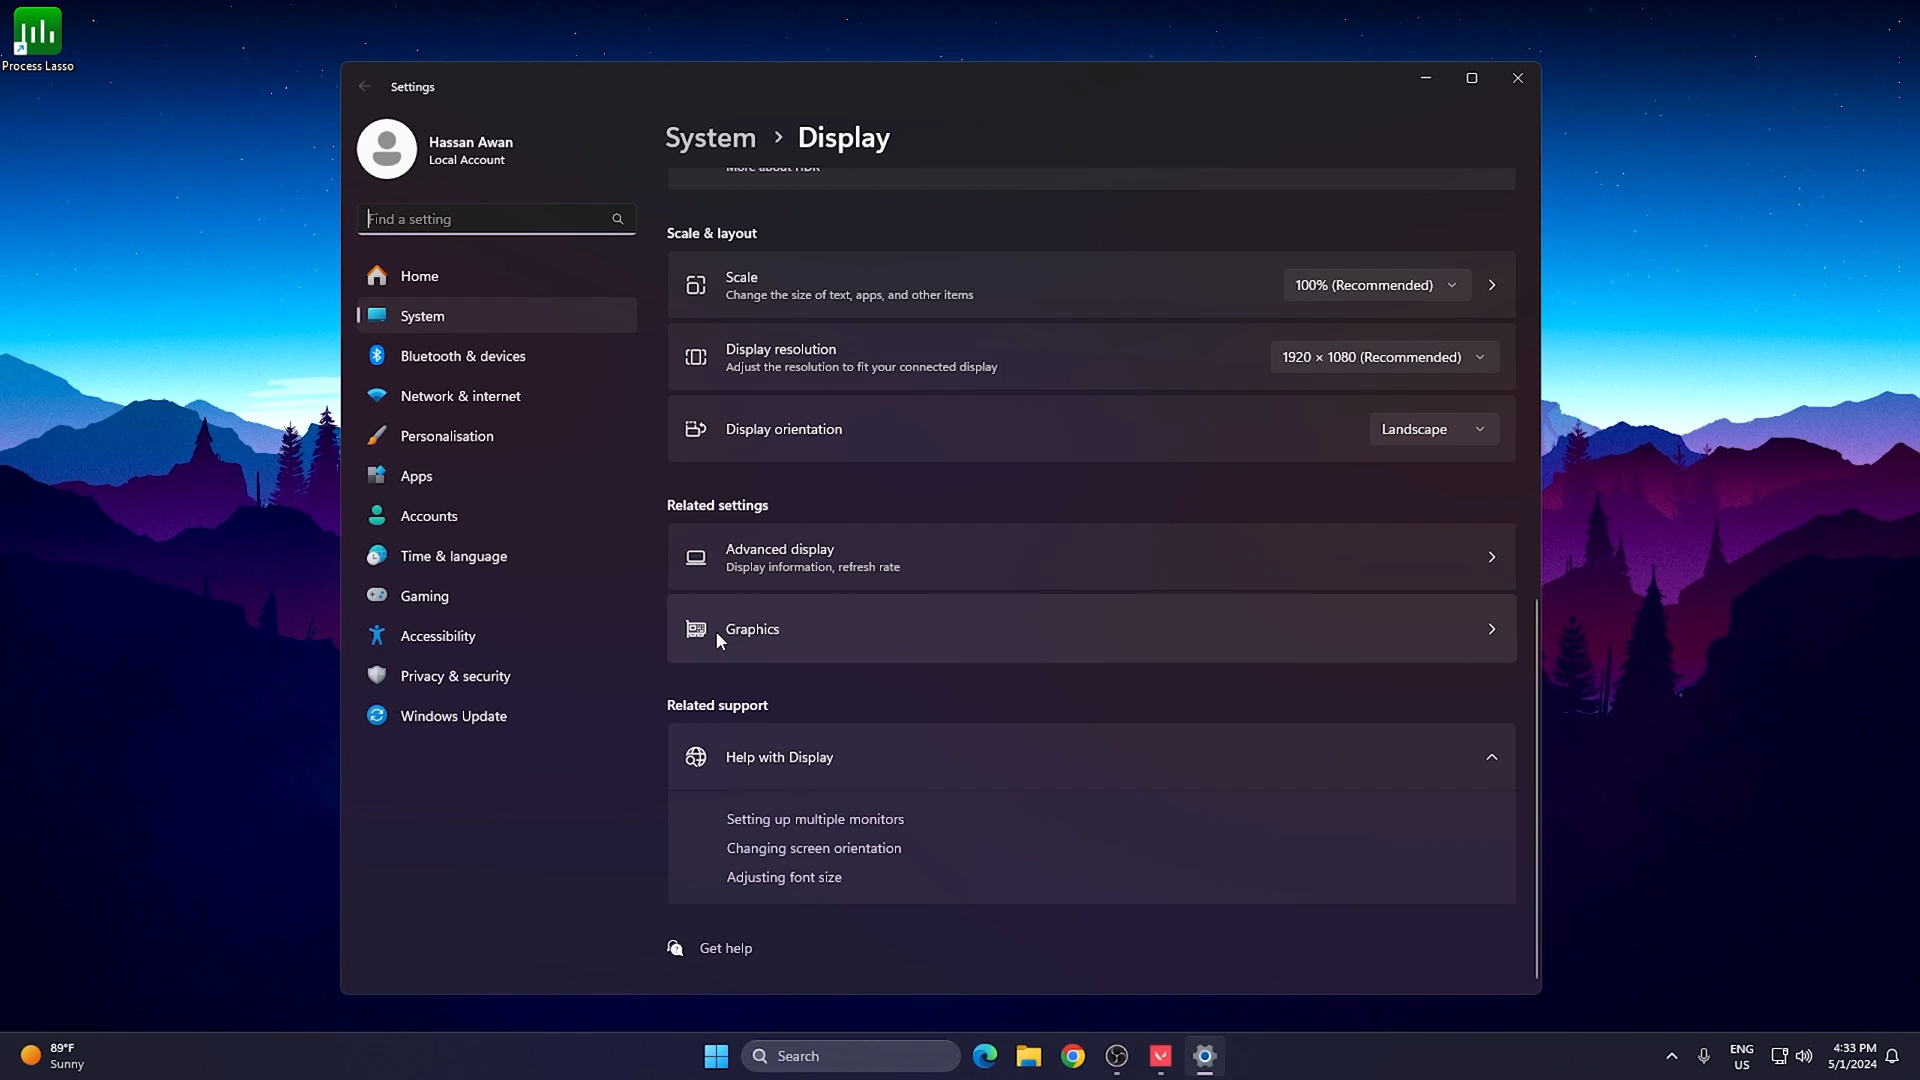 Process Lasso
Settings
Hassan Awan
Local Account
Find a setting
Home
System
Bluetooth & devices
Network & internet
Personalisation
Apps
Accounts
Time & language
Gaming
Accessibility
Privacy & security
Windows Update
System > Display
More about HDR
Scale & layout
Scale
Change the size of text, apps, and other items
100% (Recommended)
Display resolution
Adjust the resolution to fit your connected display
1920 × 1080 (Recommended)
Display orientation
Landscape
Related settings
Advanced display
Display information, refresh rate
Graphics
Related support
Help with Display
Setting up multiple monitors
Changing screen orientation
Adjusting font size
Get help
89°F
Sunny
Search
ENG
US
4:33 PM
5/1/2024